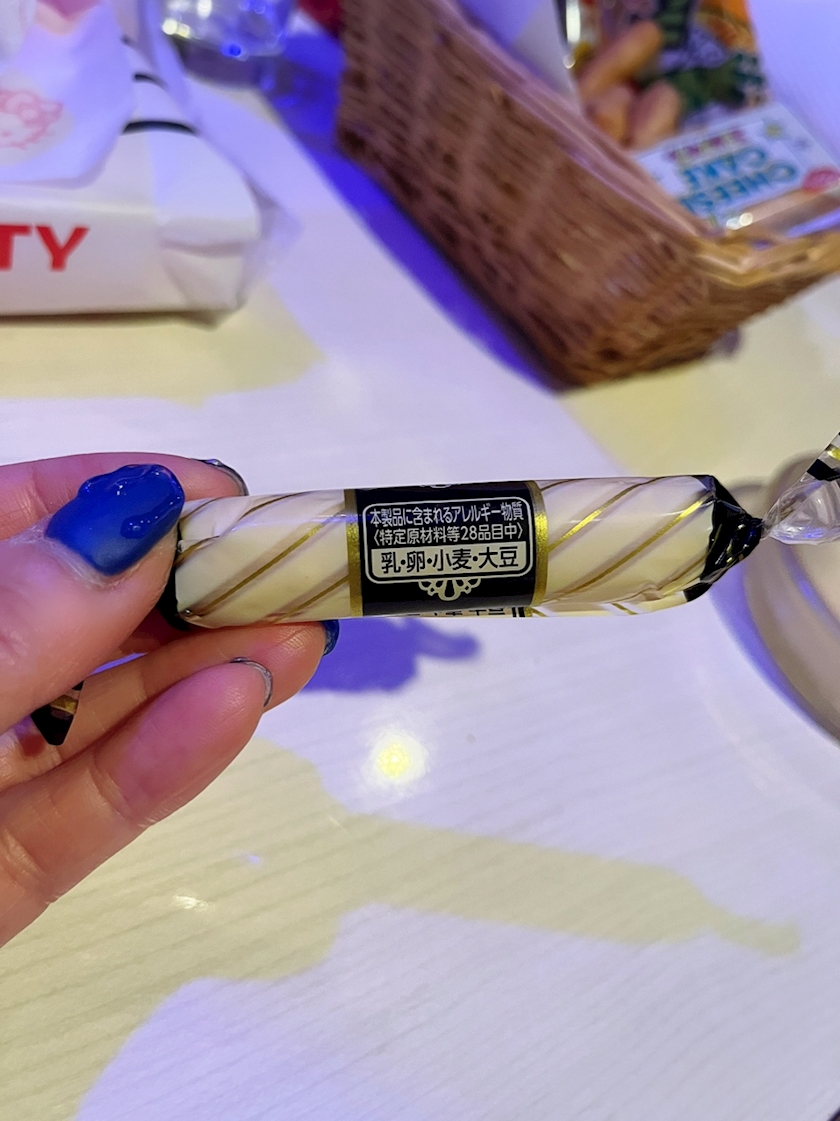 TY
CHEESE
CAKE
本製品に含まれるアレルギー物質
〈特定原材料等28品目中〉
乳・卵・小麦・大豆